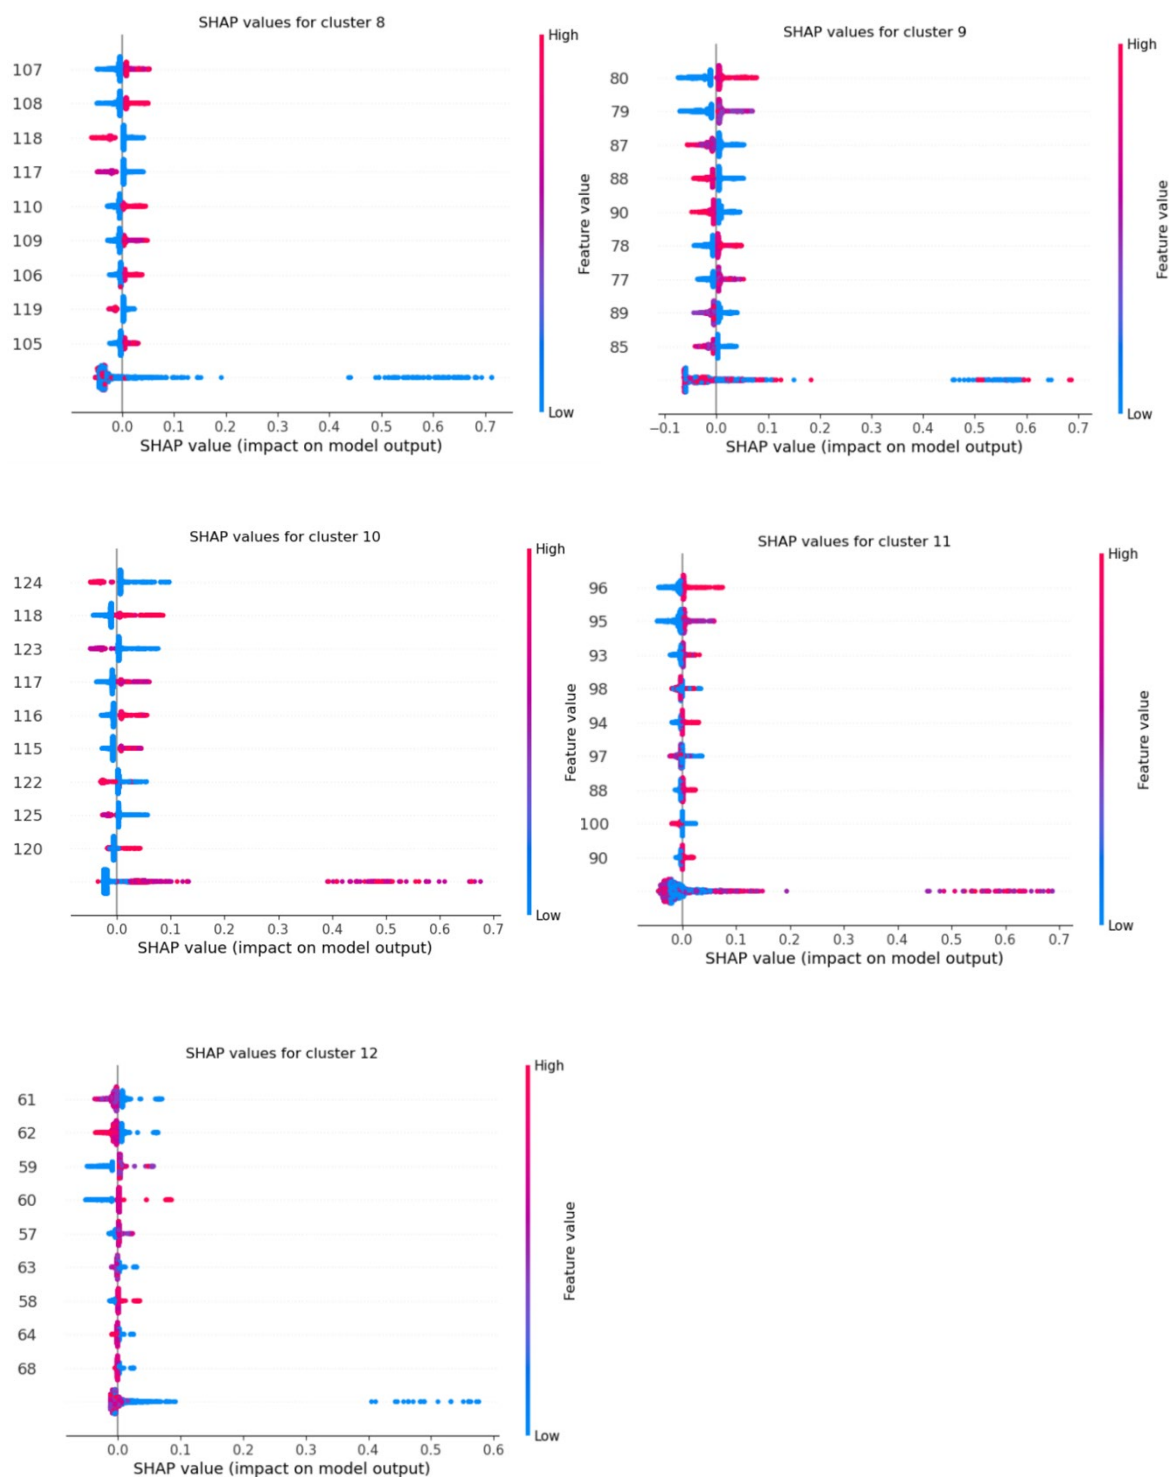 SHAP values for cluster 8
High
107
108
118
117
110
109
106
119
105
Feature value
Low
0.0 0.1 0.2 0.3 0.4 0.5 0.6 0.7
SHAP value (impact on model output)
SHAP values for cluster 9
High
80
79
87
88
90
78
77
89
85
Feature value
Low
−0.1 0.0 0.1 0.2 0.3 0.4 0.5 0.6 0.7
SHAP value (impact on model output)
SHAP values for cluster 10
High
124
118
123
117
116
115
122
125
120
Feature value
Low
0.0 0.1 0.2 0.3 0.4 0.5 0.6 0.7
SHAP value (impact on model output)
SHAP values for cluster 11
High
96
95
93
98
94
97
88
100
90
Feature value
Low
0.0 0.1 0.2 0.3 0.4 0.5 0.6 0.7
SHAP value (impact on model output)
SHAP values for cluster 12
High
61
62
59
60
57
63
58
64
68
Feature value
Low
0.0 0.1 0.2 0.3 0.4 0.5 0.6
SHAP value (impact on model output)